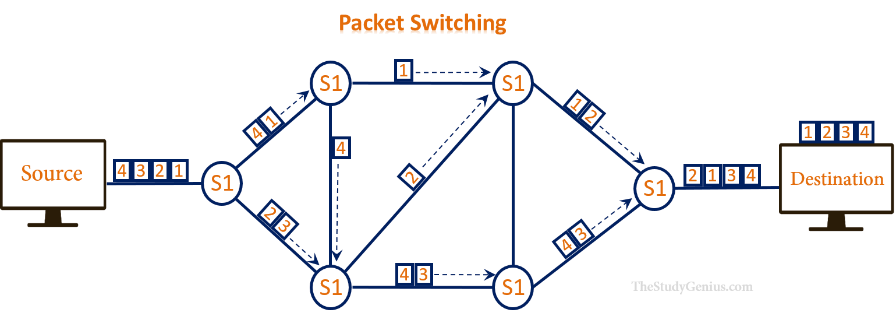 Packet Switching
S1 1 S1
4 1
1 2
4
1 2 3 4
Source
4 3 2 1
S1
2
S1
2 1 3 4
Destination
2 3
4 3
S1
4 3
S1
TheStudyGenius.com